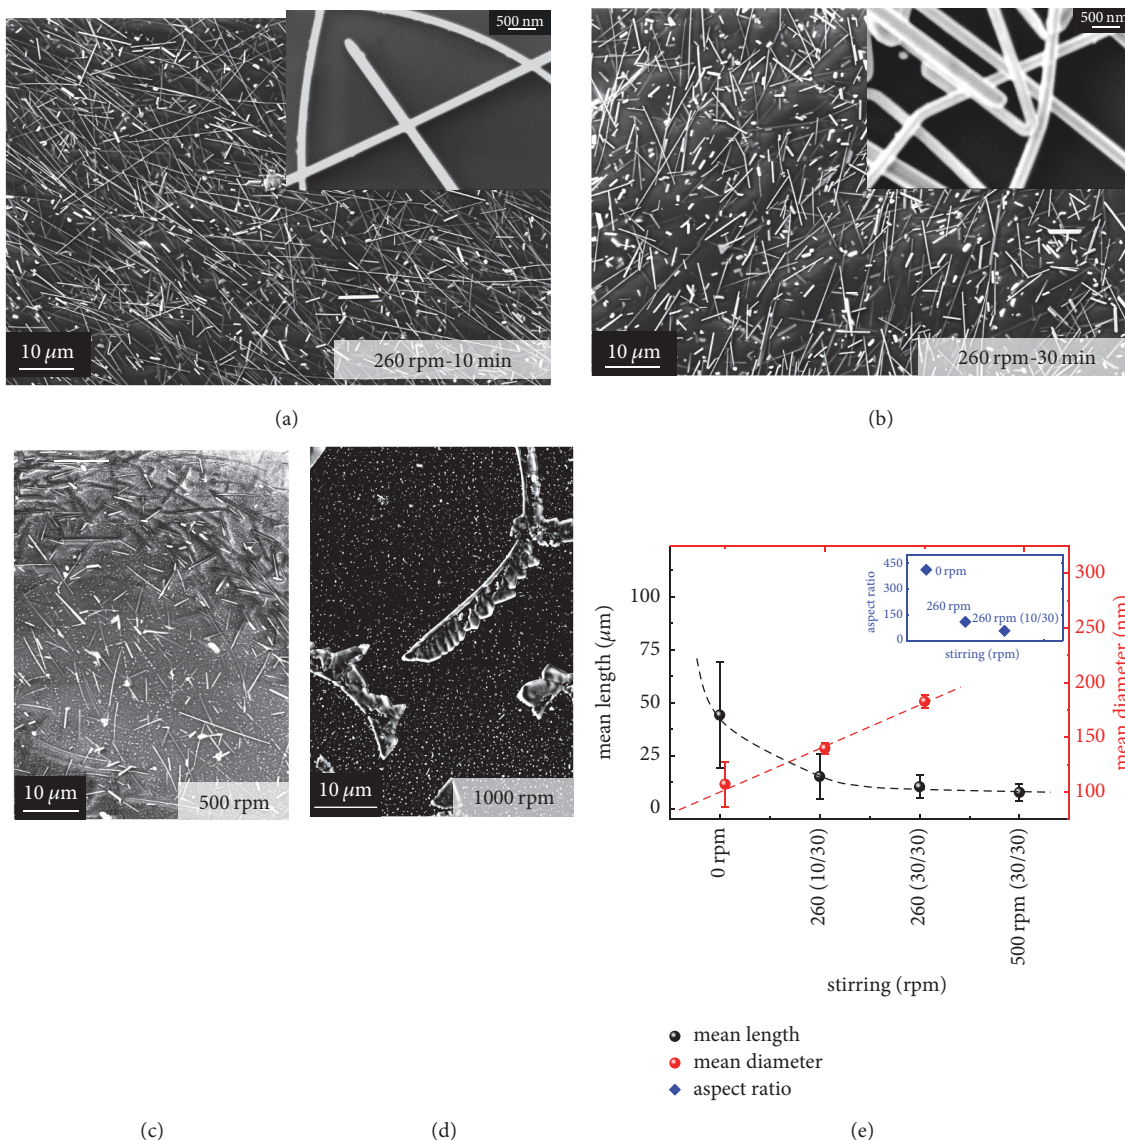 500 nm
10 μm
260 rpm-10 min
(a)
500 nm
10 μm
260 rpm-30 min
(b)
10 μm
500 rpm
(c)
10 μm
1000 rpm
(d)
mean length (μm)
100
75
50
25
0
mean diameter (nm)
300
250
200
150
100
aspect ratio
450
300
150
0
0 rpm
260 rpm
260 rpm (10/30)
stirring (rpm)
0 rpm
260 (10/30)
260 (30/30)
500 rpm (30/30)
stirring (rpm)
mean length
mean diameter
aspect ratio
(e)